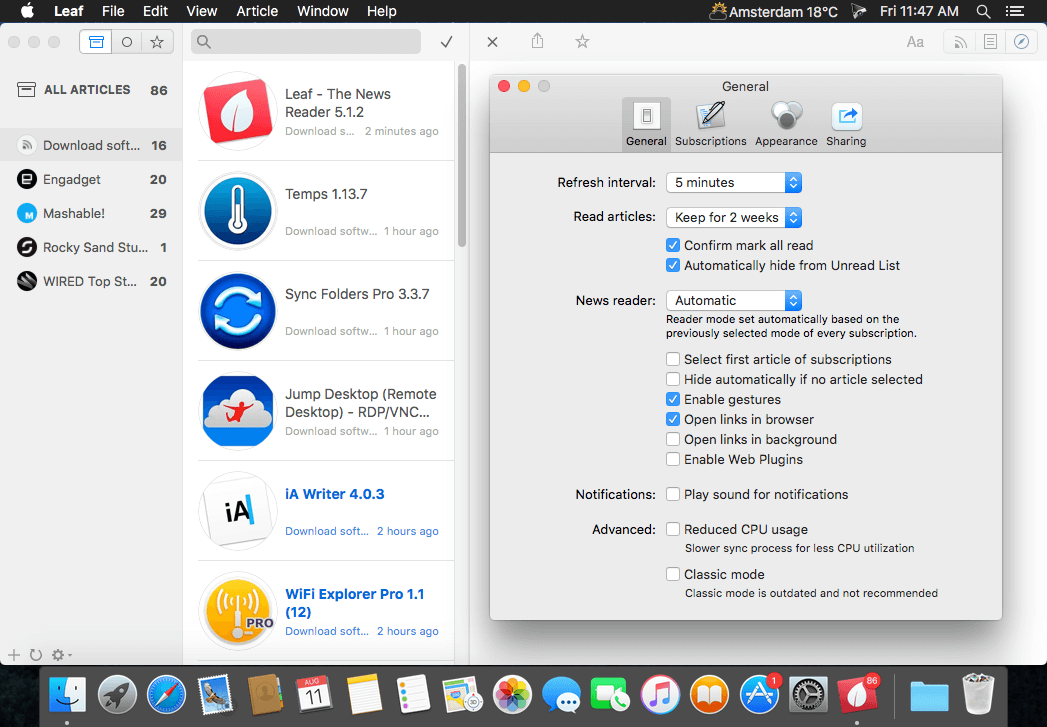 Leaf File Edit View Article Window Help Amsterdam 18°C Fri 11:47 AM
ALL ARTICLES 86
Download soft... 16
Engadget 20
Mashable! 29
Rocky Sand Stu... 1
WIRED Top St... 20
Leaf - The News
Reader 5.1.2
Download s... 2 minutes ago
Temps 1.13.7
Download softw... 1 hour ago
Sync Folders Pro 3.3.7
Download softw... 1 hour ago
Jump Desktop (Remote
Desktop) - RDP/VNC...
Download softw... 1 hour ago
iA
iA Writer 4.0.3
Download soft... 2 hours ago
PRO
WiFi Explorer Pro 1.1
(12)
Download soft... 2 hours ago
Aa
General
General Subscriptions Appearance Sharing
Refresh interval: 5 minutes
Read articles: Keep for 2 weeks
Confirm mark all read
Automatically hide from Unread List
News reader: Automatic
Reader mode set automatically based on the
previously selected mode of every subscription.
Select first article of subscriptions
Hide automatically if no article selected
Enable gestures
Open links in browser
Open links in background
Enable Web Plugins
Notifications: Play sound for notifications
Advanced: Reduced CPU usage
Slower sync process for less CPU utilization
Classic mode
Classic mode is outdated and not recommended
AUG
11
3D
1
86